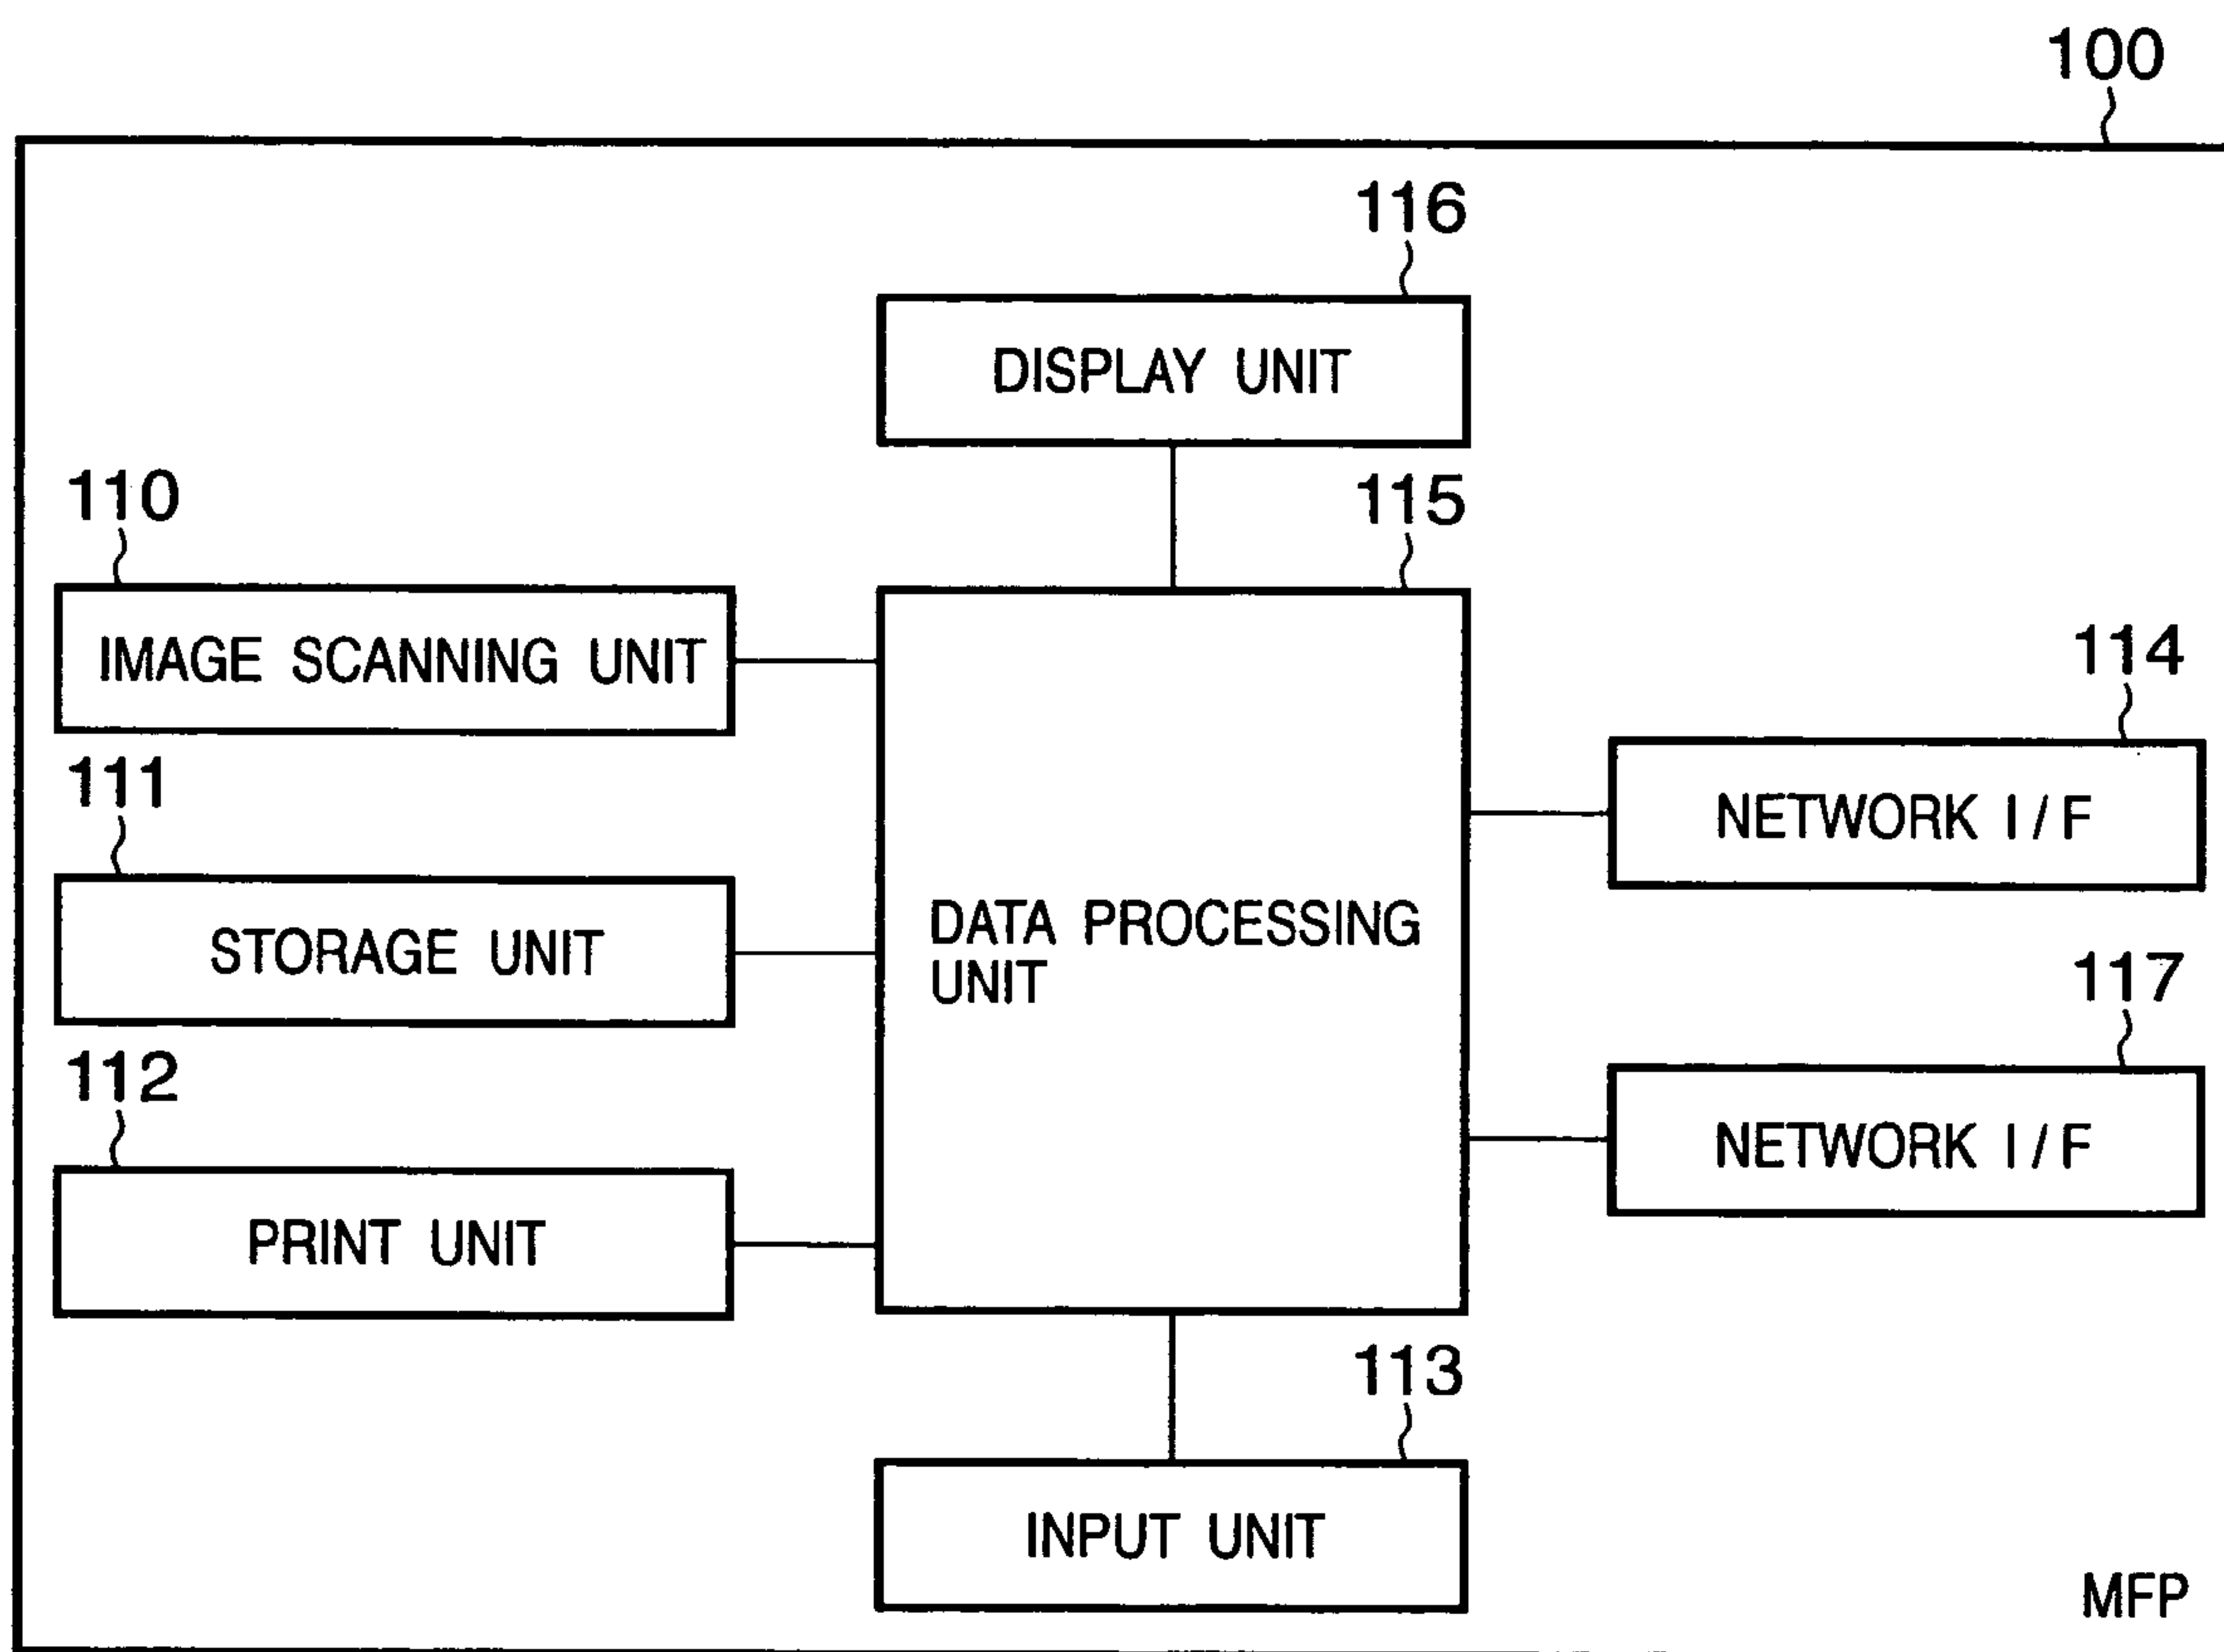 100
116
DISPLAY UNIT
110
115
IMAGE SCANNING UNIT
114
NETWORK I / F
111
STORAGE UNIT
DATA PROCESSING
UNIT
117
NETWORK I / F
112
PRINT UNIT
113
INPUT UNIT
MFP